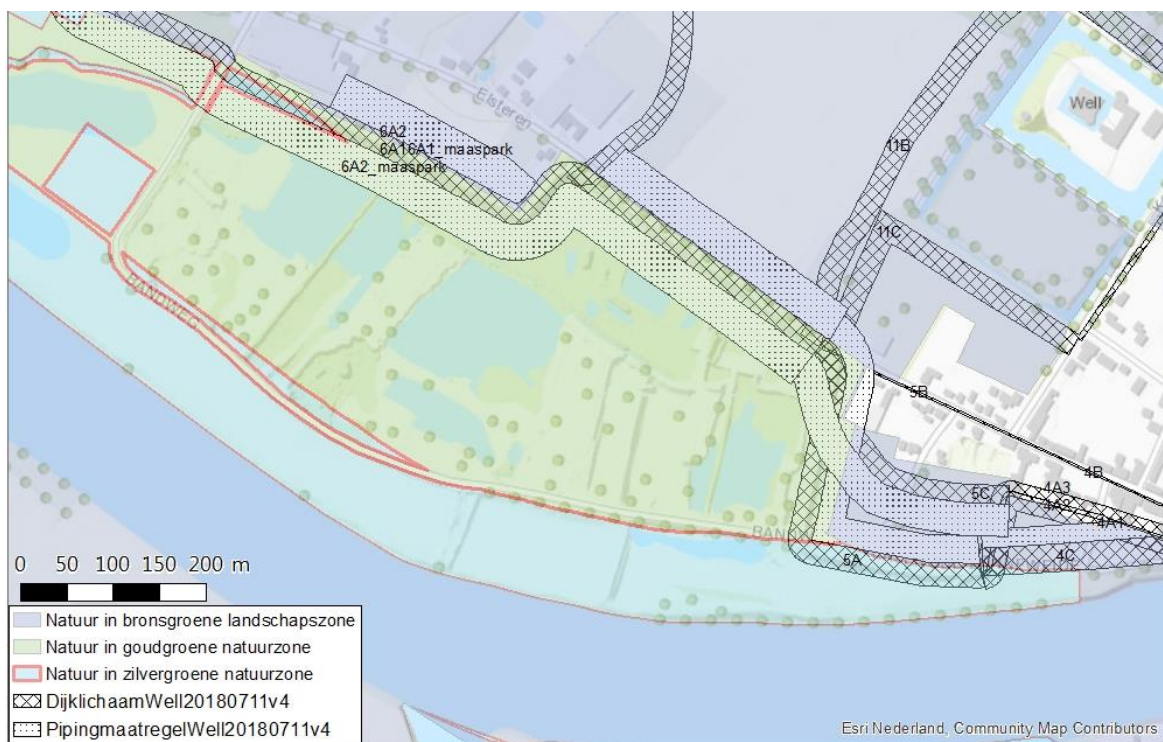 Elsteren
Well
6A2
6A16A1_maaspark
6A2_maaspark
11B
11C
BANDWEG
5B
4B
4A3
5C
4A2
4A1
BAN
5A
4C
0 50 100 150 200 m
Natuur in bronsgroene landschapszone
Natuur in goudgroene natuurzone
Natuur in zilvergroene natuurzone
DijklichaamWell20180711v4
PipingmaatregelWell20180711v4
Esri Nederland, Community Map Contributors